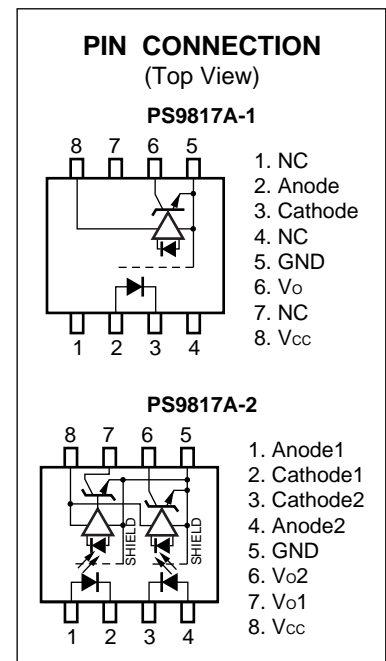 PIN CONNECTION
(Top View)
PS9817A-1
8 7 6 5
1. NC
2. Anode
3. Cathode
4. NC
5. GND
6. VO
7. NC
8. VCC
1 2 3 4
PS9817A-2
8 7 6 5
SHIELD
SHIELD
1. Anode1
2. Cathode1
3. Cathode2
4. Anode2
5. GND
6. VO2
7. VO1
8. VCC
1 2 3 4